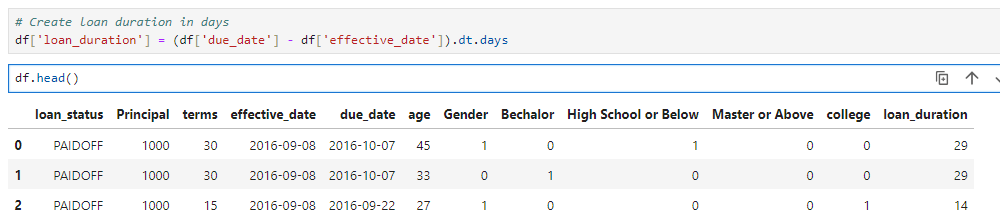 # Create loan duration in days
df['loan_duration'] = (df['due_date'] - df['effective_date']).dt.days
df.head()
loan_status Principal terms effective_date due_date age Gender Bechalor High School or Below Master or Above college loan_duration
0 PAIDOFF 1000 30 2016-09-08 2016-10-07 45 1 0 1 0 0 29
1 PAIDOFF 1000 30 2016-09-08 2016-10-07 33 0 1 0 0 0 29
2 PAIDOFF 1000 15 2016-09-08 2016-09-22 27 1 0 0 0 1 14